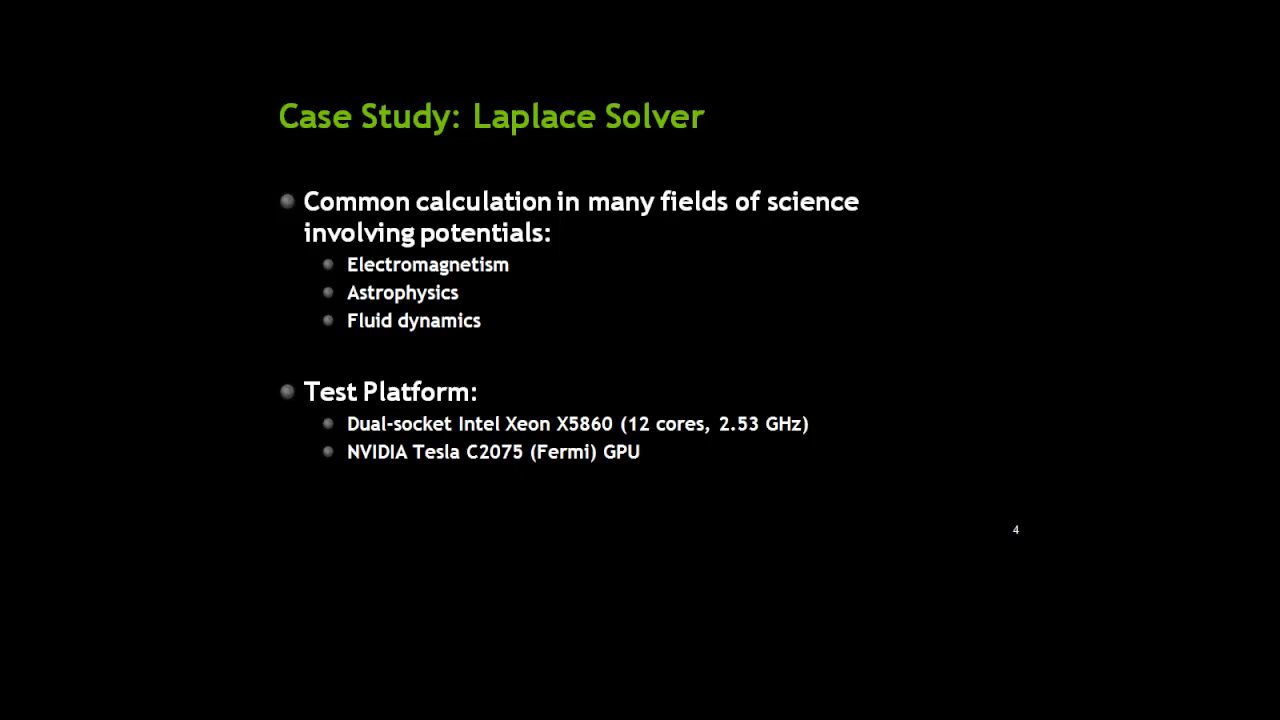 Case Study: Laplace Solver
Common calculation in many fields of science
involving potentials:
Electromagnetism
Astrophysics
Fluid dynamics
Test Platform:
Dual-socket Intel Xeon X5860 (12 cores, 2.53 GHz)
NVIDIA Tesla C2075 (Fermi) GPU
4